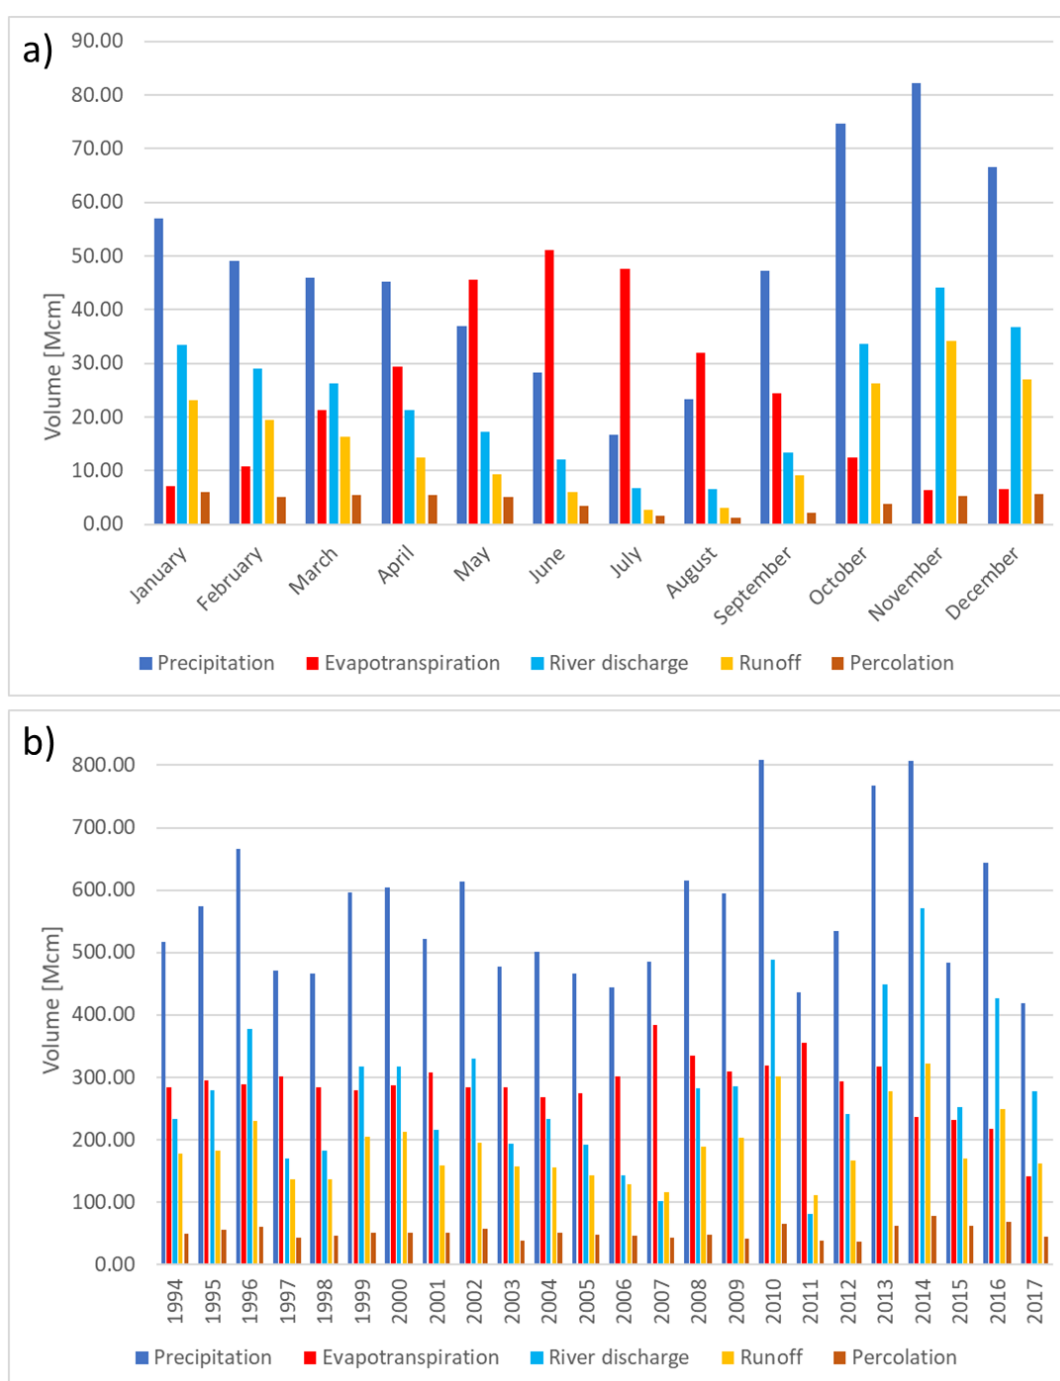 a)
90.00
80.00
70.00
60.00
50.00
40.00
30.00
20.00
10.00
0.00
Volume [Mcm]
January February March April May June July August September October November December
Precipitation Evapotranspiration River discharge Runoff Percolation
b)
800.00
700.00
600.00
500.00
400.00
300.00
200.00
100.00
0.00
Volume [Mcm]
1994 1995 1996 1997 1998 1999 2000 2001 2002 2003 2004 2005 2006 2007 2008 2009 2010 2011 2012 2013 2014 2015 2016 2017
Precipitation Evapotranspiration River discharge Runoff Percolation